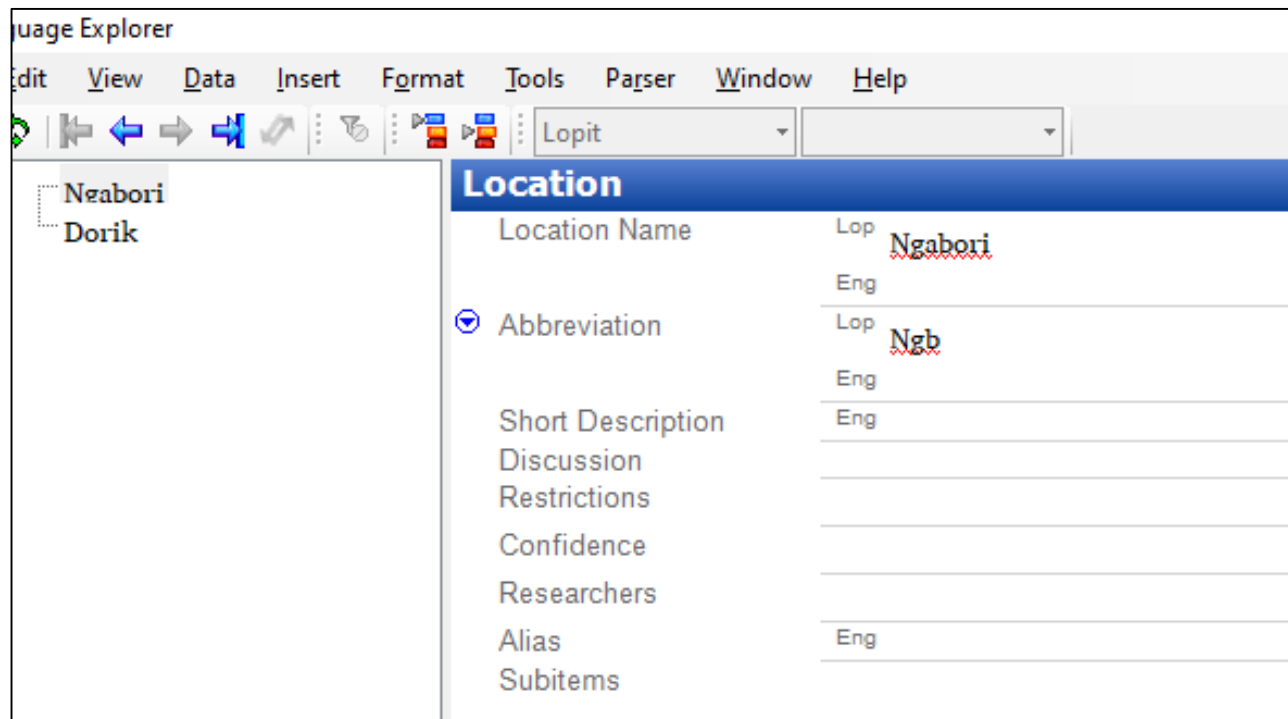 guage Explorer
Edit View Data Insert Format Tools Parser Window Help
Lopit
Ngabori
Dorik
Location
Location Name Lop Ngabori
Eng
Abbreviation Lop Ngb
Eng
Short Description Eng
Discussion
Restrictions
Confidence
Researchers
Alias Eng
Subitems